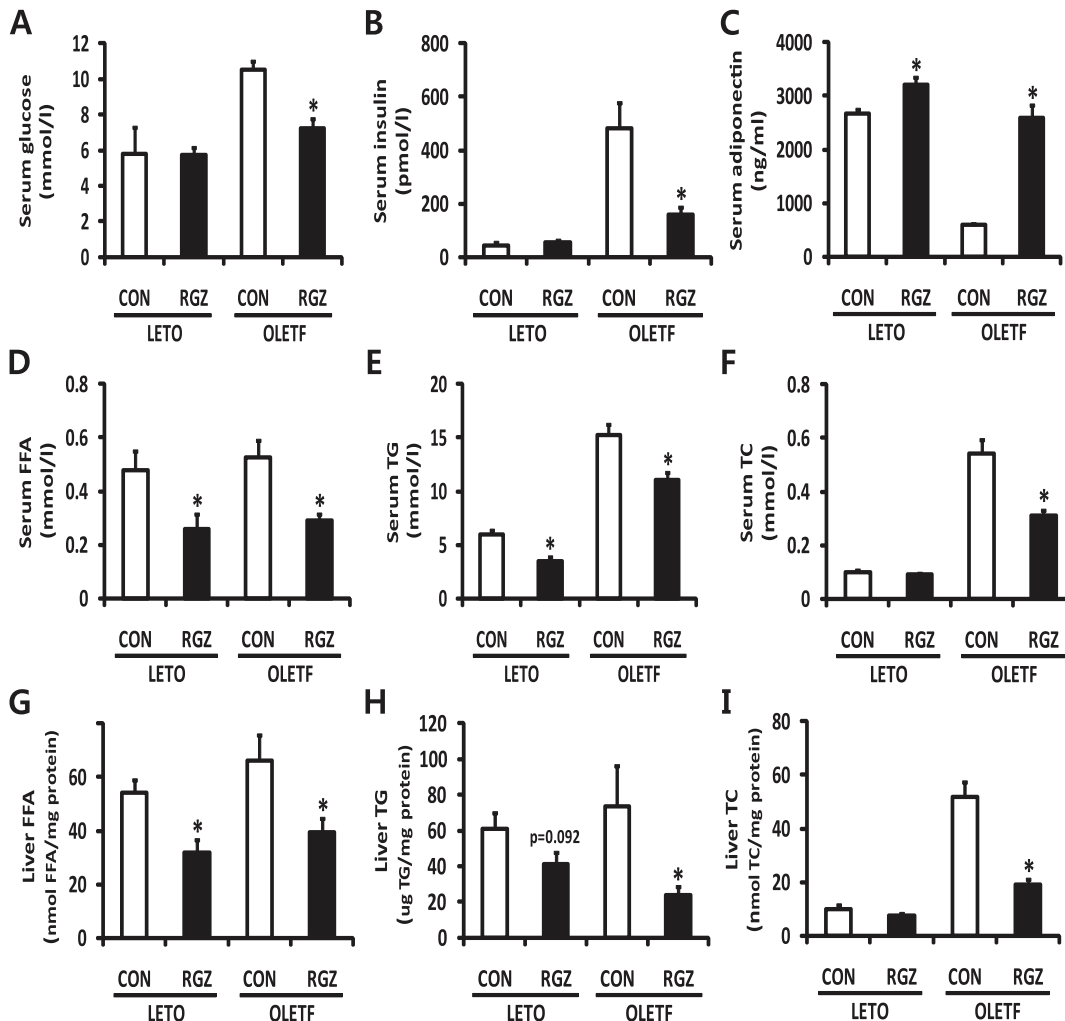 A
Serum glucose
(mmol/l)
12
10
8
6
4
2
0
*
CON RGZ CON RGZ
LETO OLETF
B
Serum insulin
(pmol/l)
800
600
400
200
0
*
CON RGZ CON RGZ
LETO OLETF
C
Serum adiponectin
(ng/ml)
4000
3000
2000
1000
0
* *
CON RGZ CON RGZ
LETO OLETF
D
Serum FFA
(mmol/l)
0.8
0.6
0.4
0.2
0
* *
CON RGZ CON RGZ
LETO OLETF
E
Serum TG
(mmol/l)
20
15
10
5
0
* *
CON RGZ CON RGZ
LETO OLETF
F
Serum TC
(mmol/l)
0.8
0.6
0.4
0.2
0
*
CON RGZ CON RGZ
LETO OLETF
G
Liver FFA
(nmol FFA/mg protein)
60
40
20
0
* *
CON RGZ CON RGZ
LETO OLETF
H
Liver TG
(ug TG/mg protein)
120
100
80
60
40
20
0
p=0.092
*
CON RGZ CON RGZ
LETO OLETF
I
Liver TC
(nmol TC/mg protein)
80
60
40
20
0
*
CON RGZ CON RGZ
LETO OLETF